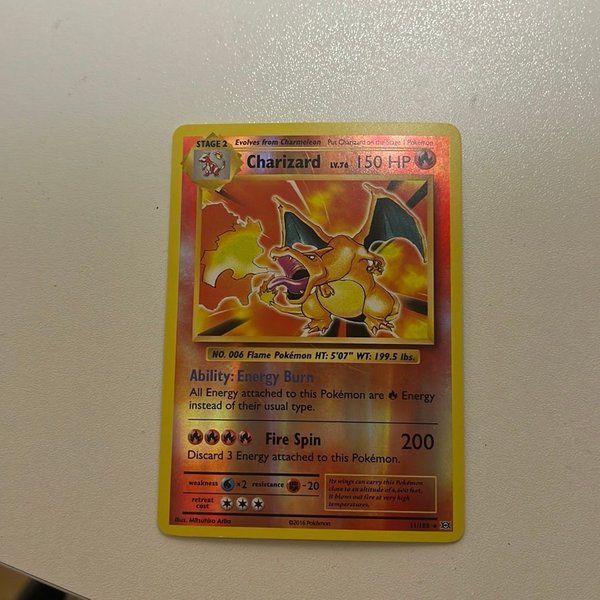 STAGE 2 Evolves from Charmeleon Put Charizard on the Stage 1 Pokémon
Charizard LV.76 150 HP
NO. 006 Flame Pokémon HT: 5'07" WT: 199.5 lbs.
Ability: Energy Burn
All Energy attached to this Pokémon are Energy
instead of their usual type.
Fire Spin 200
Discard 3 Energy attached to this Pokémon.
weakness ×2 resistance -20
retreat
cost
Its wings can carry this Pokémon
close to an altitude of 4,600 feet.
It blows out fire at very high
temperatures.
Illus. Mitsuhiro Arita
©2016 Pokémon
11/108